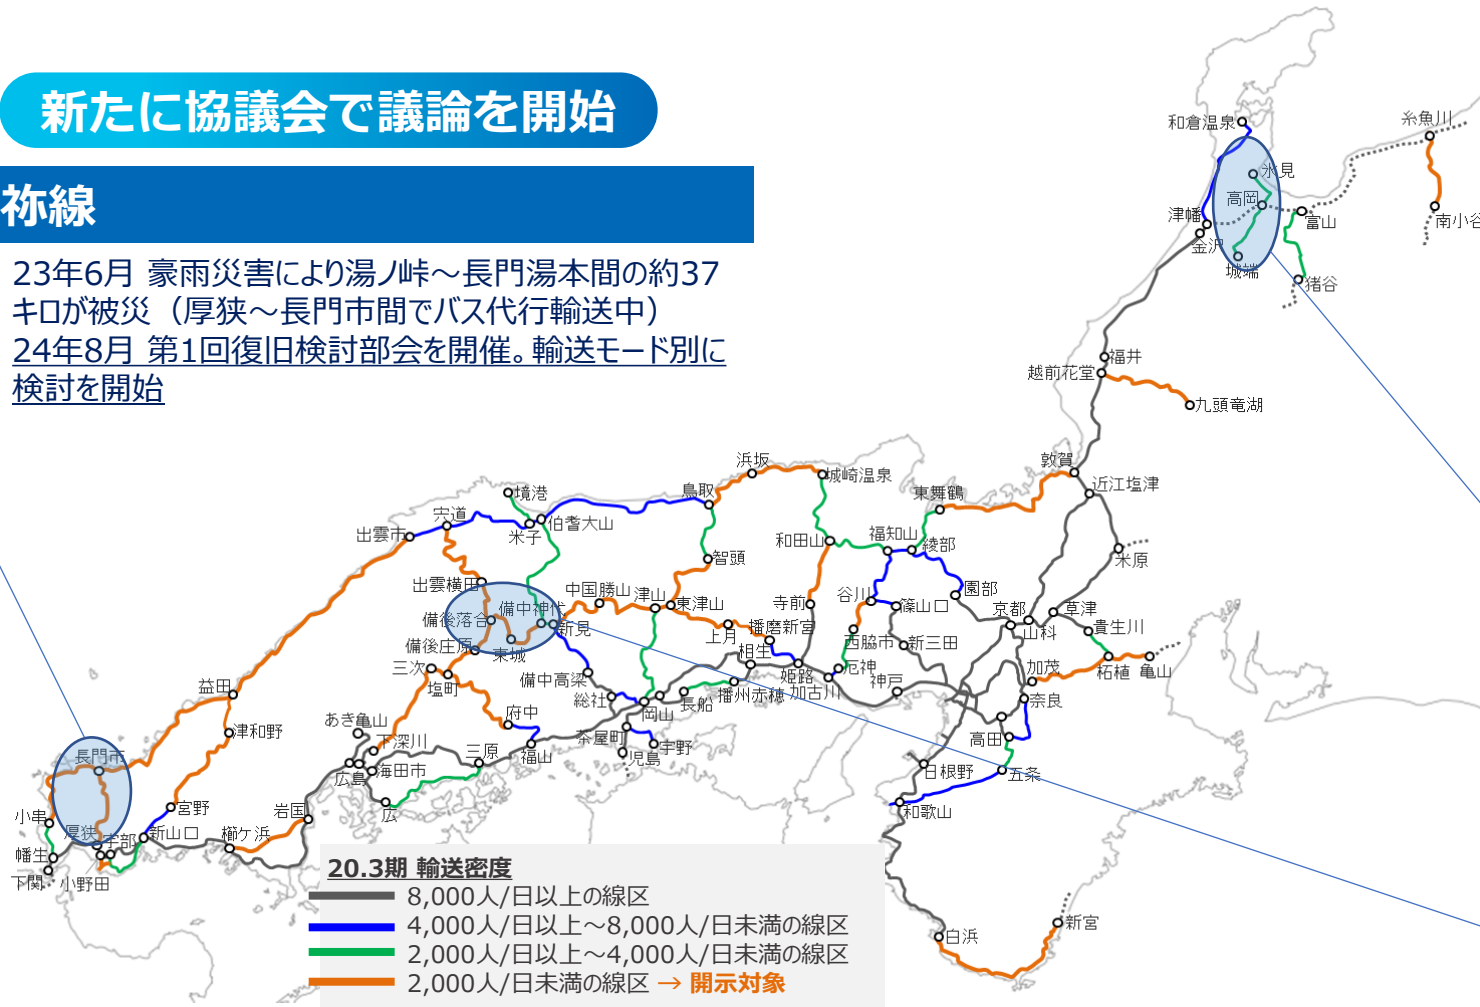 新たに協議会で議論を開始
祢線
23年6月 豪雨災害により湯ノ峠～長門湯本間の約37
キロが被災（厚狭～長門市間でバス代行輸送中）
24年8月 第1回復旧検討部会を開催。輸送モード別に
検討を開始
和倉温泉
糸魚川
氷見
高岡
津幡
富山
南小谷
金沢
城端
猪谷
福井
越前花堂
九頭竜湖
敦賀
浜坂
城崎温泉
近江塩津
東舞鶴
鳥取
境港
宍道
伯耆大山
米子
出雲市
和田山
福知山
綾部
米原
智頭
出雲横田
中国勝山
津山
東津山
寺前
谷川
篠山口
園部
京都
山科
草津
備中神代
備後落合
新見
貴生川
上月
播磨新宮
西脇市
新三田
備後庄原
東城
相生
三次
塩町
備中高梁
姫路
加古川
厄神
神戸
加茂
柘植
亀山
益田
総社
岡山
長船
播州赤穂
奈良
府中
津和野
あき亀山
下深川
茶屋町
宇野
児島
高田
長門市
三原
福山
広島
海田市
日根野
五条
小串
宮野
岩国
広
和歌山
厚狭
宇部
新山口
櫛ケ浜
幡生
下関
小野田
白浜
新宮
20.3期 輸送密度
8,000人/日以上の線区
4,000人/日以上～8,000人/日未満の線区
2,000人/日以上～4,000人/日未満の線区
2,000人/日未満の線区 → 開示対象